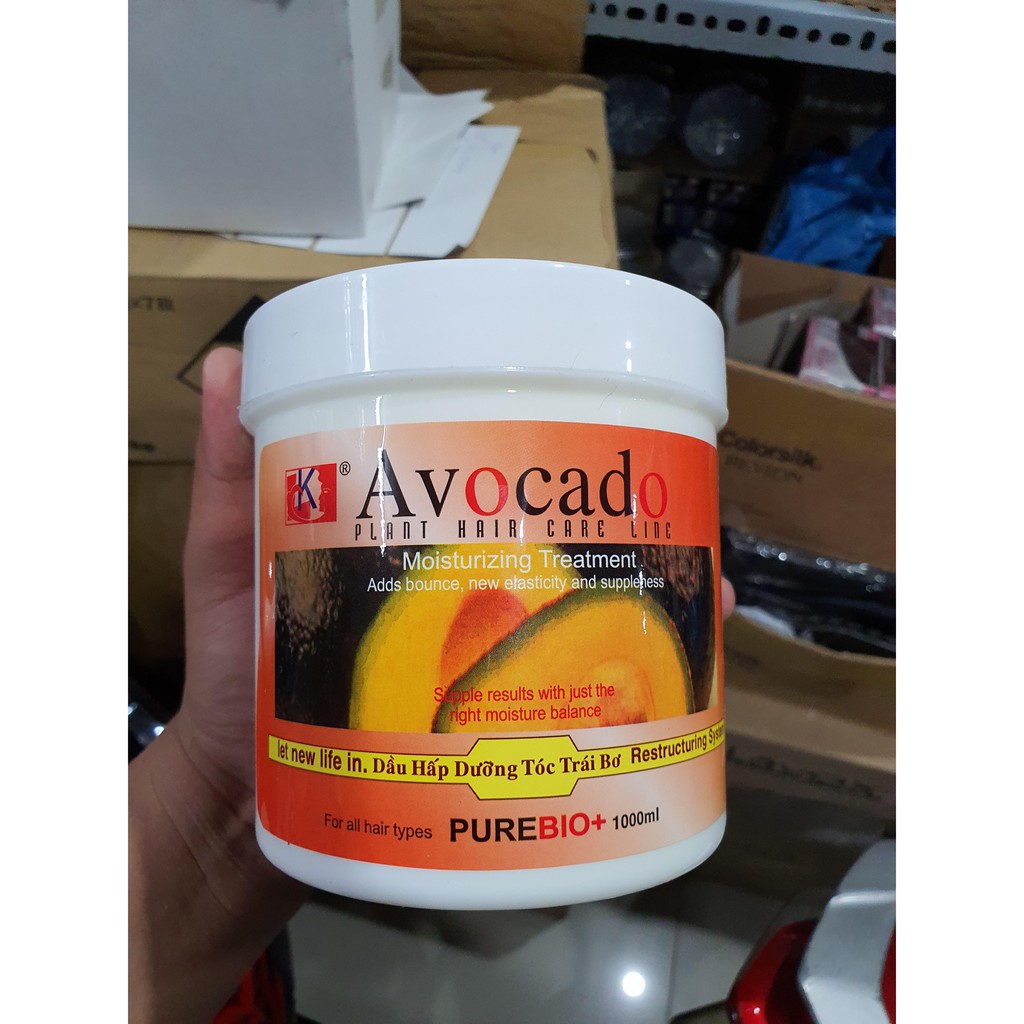 K ®
Avocado
PLANT HAIR CARE LINE
Moisturizing Treatment
Adds bounce, new elasticity and suppleness
Supple results with just the
right moisture balance
let new life in. Dầu Hấp Dưỡng Tóc Trái Bơ Restructuring System
For all hair types PUREBIO+ 1000ml
Colorsilk
REVLON